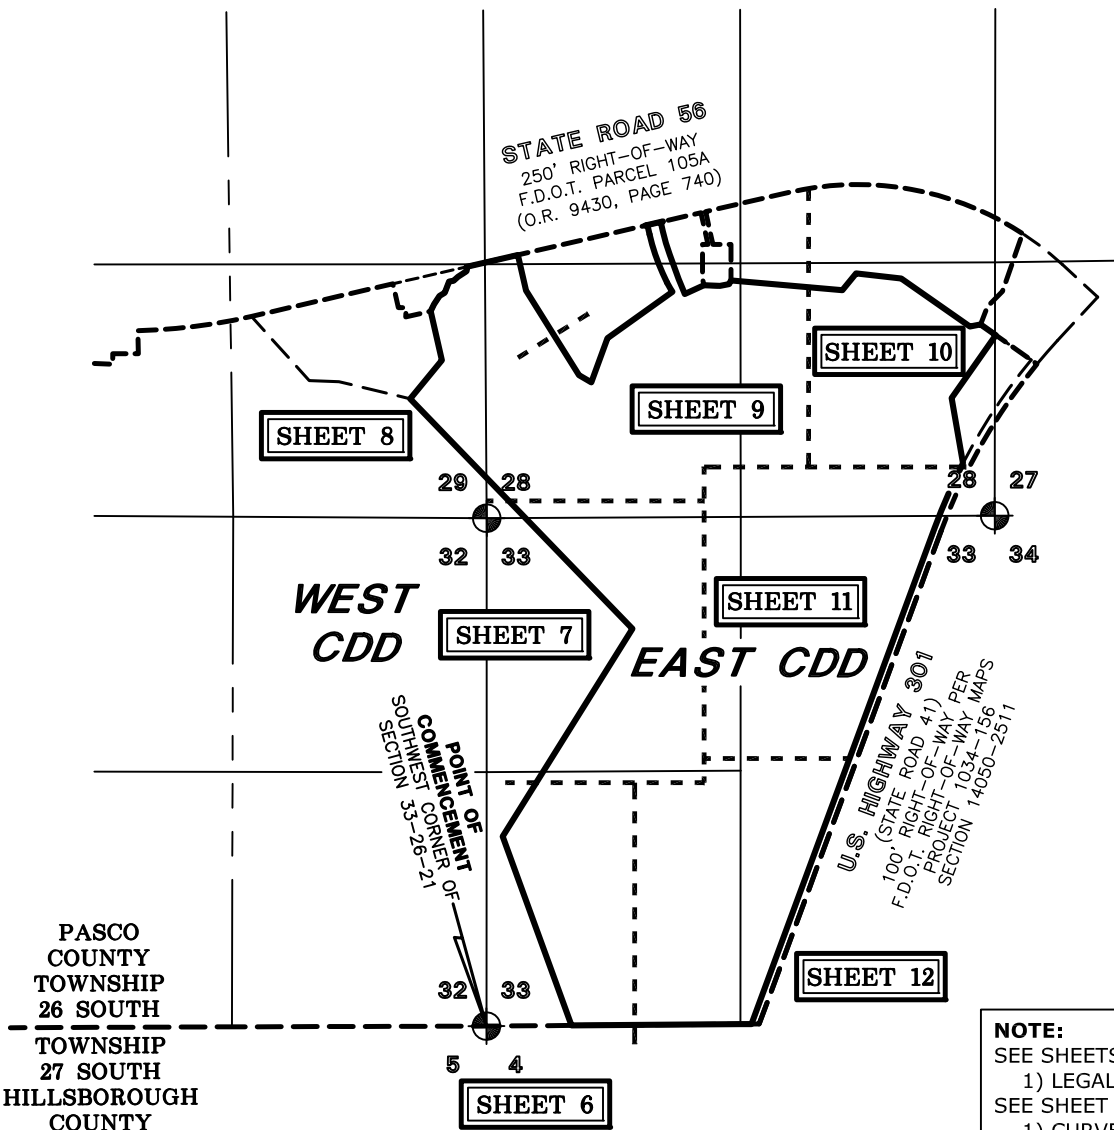 STATE ROAD 56
250' RIGHT-OF-WAY
F.D.O.T. PARCEL 105A
(O.R. 9430, PAGE 740)
SHEET 10
SHEET 9
SHEET 8
29 28
28 27
32 33
33 34
WEST
CDD
SHEET 7
SHEET 11
EAST CDD
U.S. HIGHWAY 301
(STATE ROAD 41)
100' RIGHT-OF-WAY PER
F.D.O.T. RIGHT-OF-WAY MAPS
PROJECT 1034-156
SECTION 14050-2511
POINT OF
COMMENCEMENT
SOUTHWEST CORNER OF
SECTION 33-26-21
PASCO
COUNTY
TOWNSHIP
26 SOUTH
32 33
SHEET 12
TOWNSHIP
27 SOUTH
HILLSBOROUGH
COUNTY
5 4
SHEET 6
NOTE:
SEE SHEETS
1) LEGAL
SEE SHEET
1) CURVE